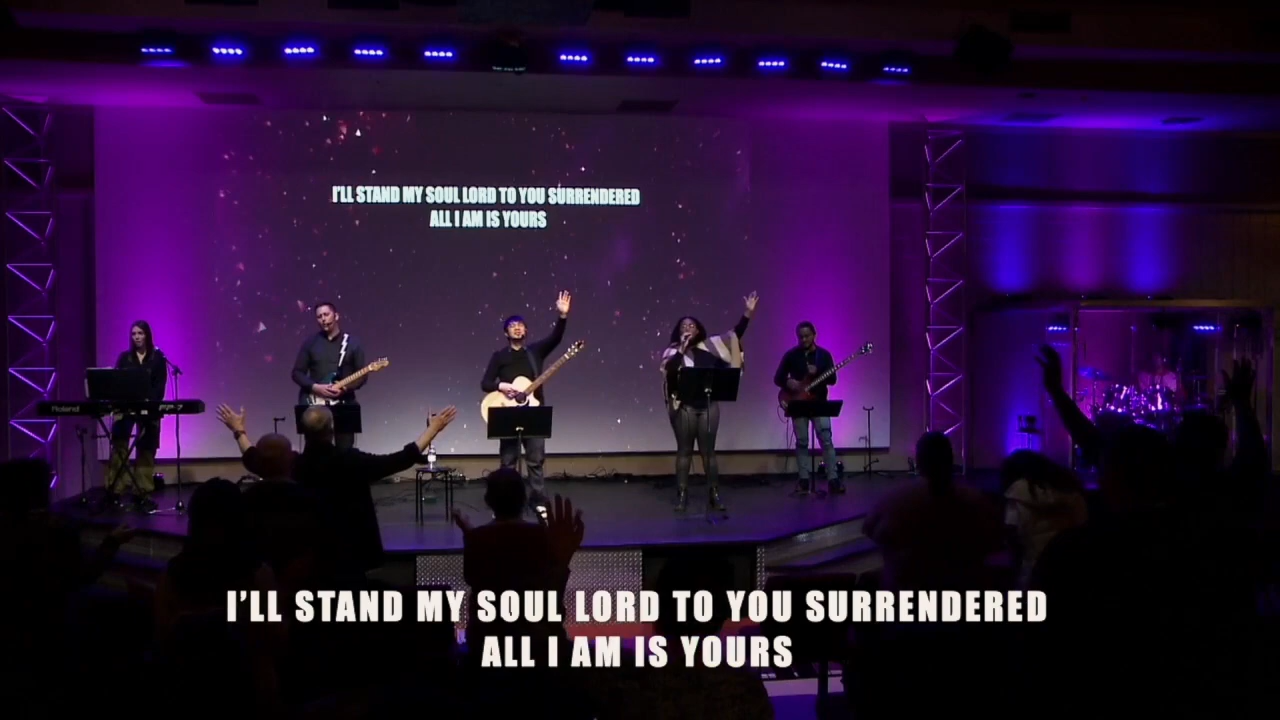 I'LL STAND MY SOUL LORD TO YOU SURRENDERED
ALL I AM IS YOURS
Roland
I'LL STAND MY SOUL LORD TO YOU SURRENDERED
ALL I AM IS YOURS